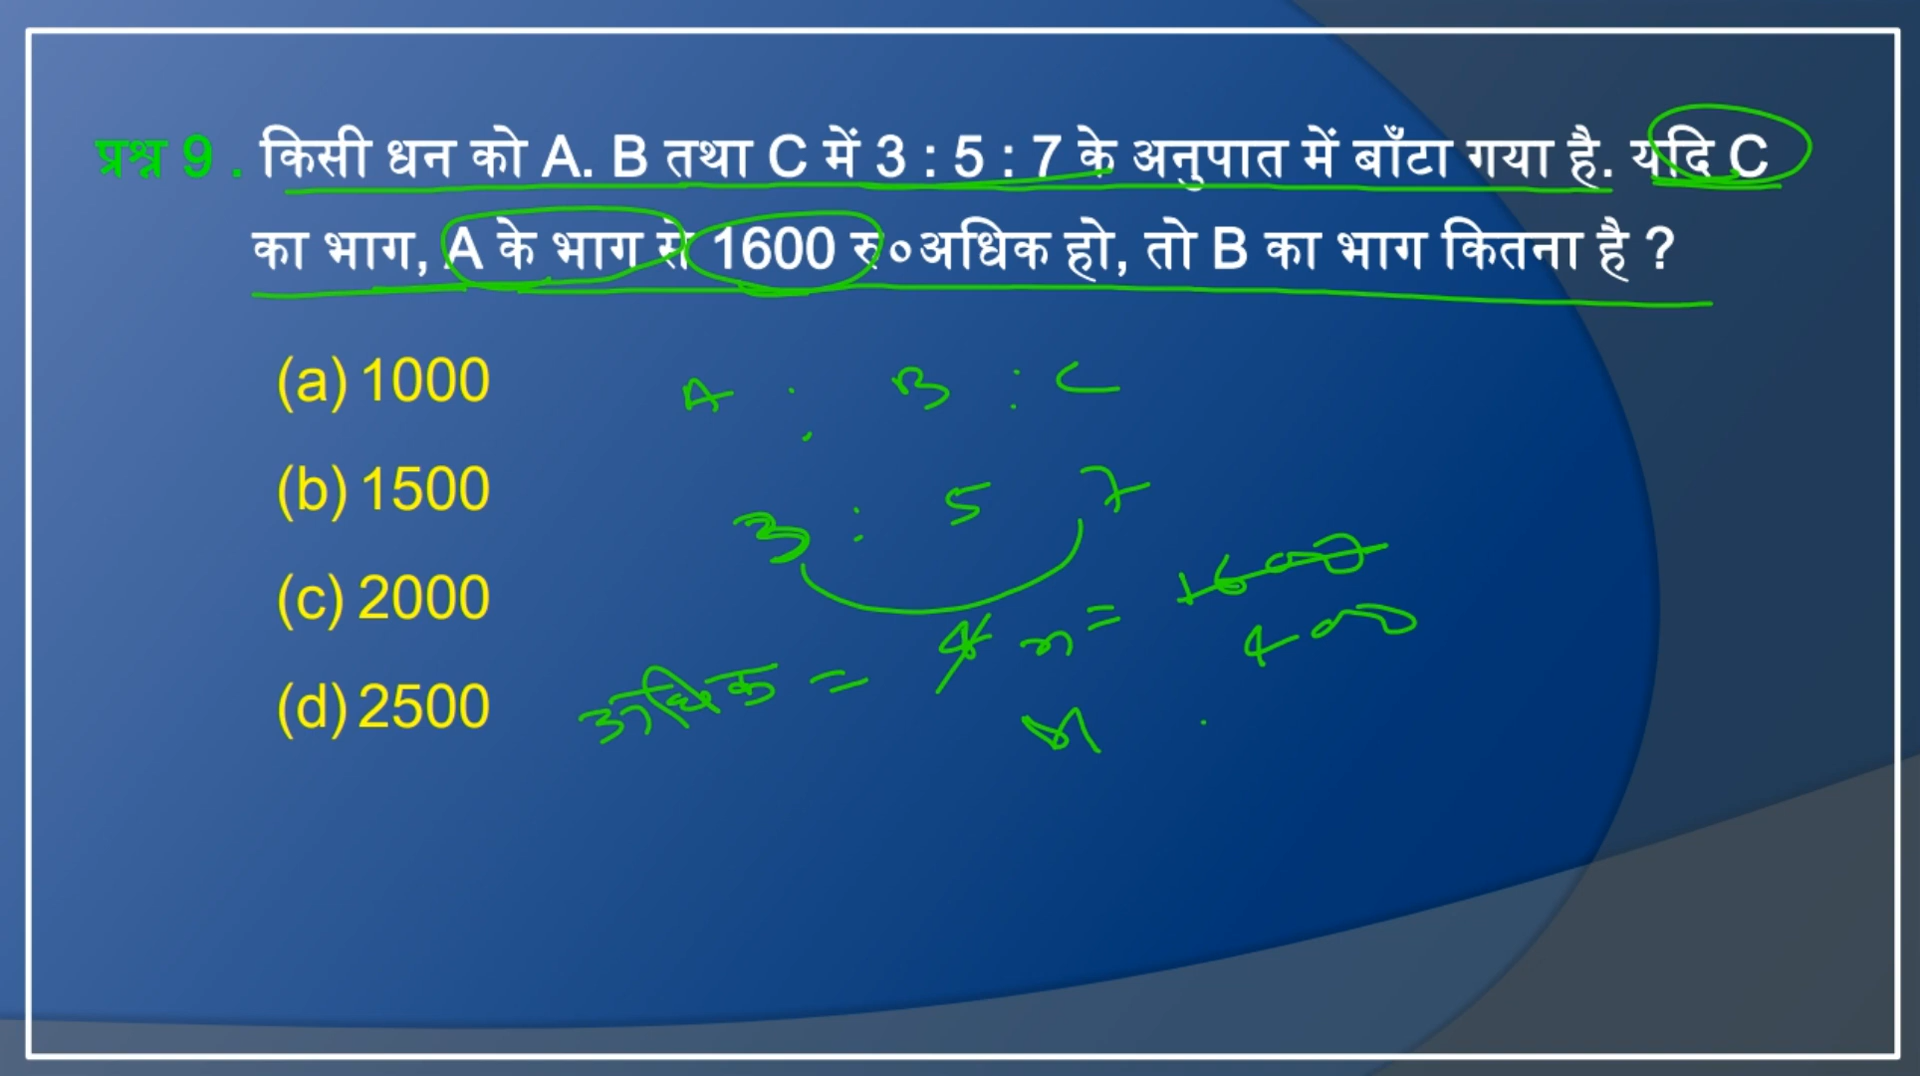 प्रश्न 9 . किसी धन को A. B तथा C में 3 : 5 : 7 के अनुपात में बाँटा गया है. यदि C
का भाग, A के भाग से 1600 रु०अधिक हो, तो B का भाग कितना है ?
(a) 1000
(b) 1500
(c) 2000
(d) 2500
A : B : C
3 : 5 7
अधिक = 4 n = 1600
400